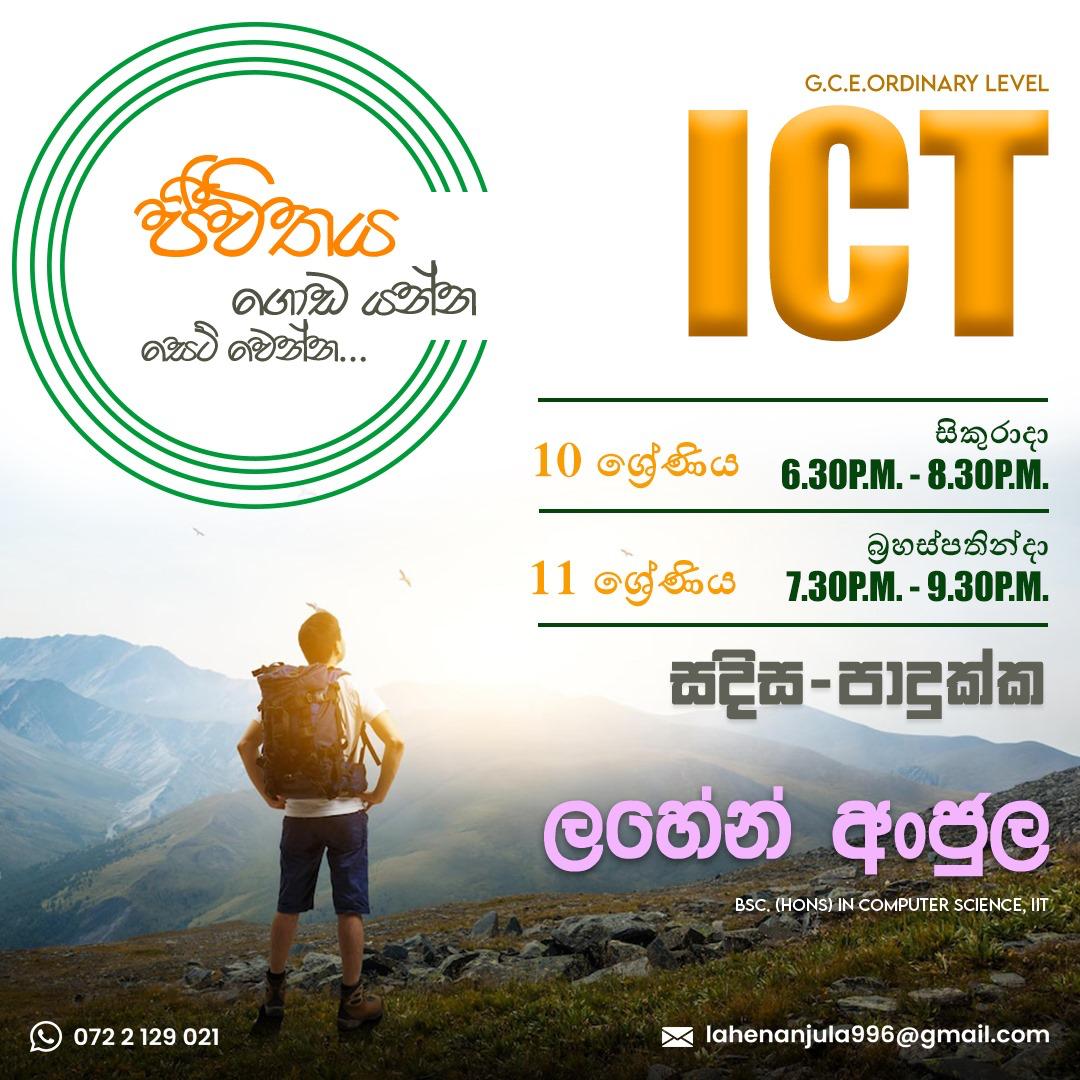 ජීවිතය
ගොඩ යන්න
සෙට් වෙන්න...
G.C.E.ORDINARY LEVEL
ICT
10 ශ්‍රේණිය
සිකුරාදා
6.30P.M. - 8.30P.M.
11 ශ්‍රේණිය
බ්‍රහස්පතින්දා
7.30P.M. - 9.30P.M.
සදිස-පාදුක්ක
ලහේන් අංජුල
BSC. (HONS) IN COMPUTER SCIENCE, IIT
072 2 129 021
lahenanjula996@gmail.com